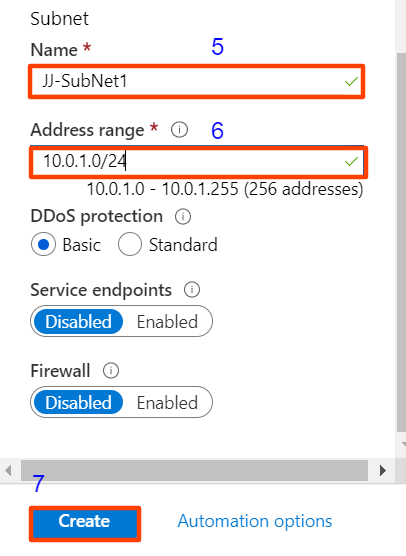 Subnet
5
Name *
JJ-SubNet1
Address range * 6
10.0.1.0/24
10.0.1.0 - 10.0.1.255 (256 addresses)
DDoS protection
Basic Standard
Service endpoints
Disabled Enabled
Firewall
Disabled Enabled
7
Create Automation options